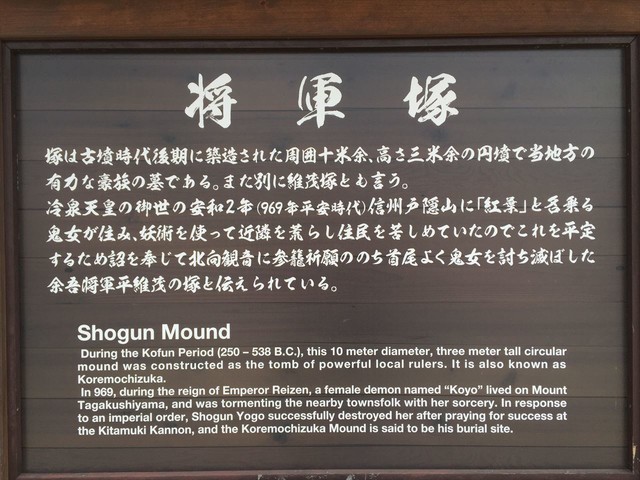 将軍塚
塚は古墳時代後期に築造された周囲十米余、高さ三米余の円墳で当地方の
有力な豪族の墓である。また別に維茂塚とも言う。
冷泉天皇の御世の安和2年(969年平安時代)信州戸隠山に「紅葉」と呑乗る
鬼女が住み、妖術を使って近隣を荒らし住民を苦しめていたのでこれを平定
するため詔を奉じて北向観音に参籠祈願ののち首尾よく鬼女を討ち滅ぼした
余吾将軍平維茂の塚と伝えられている。
Shogun Mound
During the Kofun Period (250 – 538 B.C.), this 10 meter diameter, three meter tall circular
mound was constructed as the tomb of powerful local rulers. It is also known as
Koremochizuka.
In 969, during the reign of Emperor Reizen, a female demon named “Koyo” lived on Mount
Tagakushiyama, and was tormenting the nearby townsfolk with her sorcery. In response
to an imperial order, Shogun Yogo successfully destroyed her after praying for success at
the Kitamuki Kannon, and the Koremochizuka Mound is said to be his burial site.